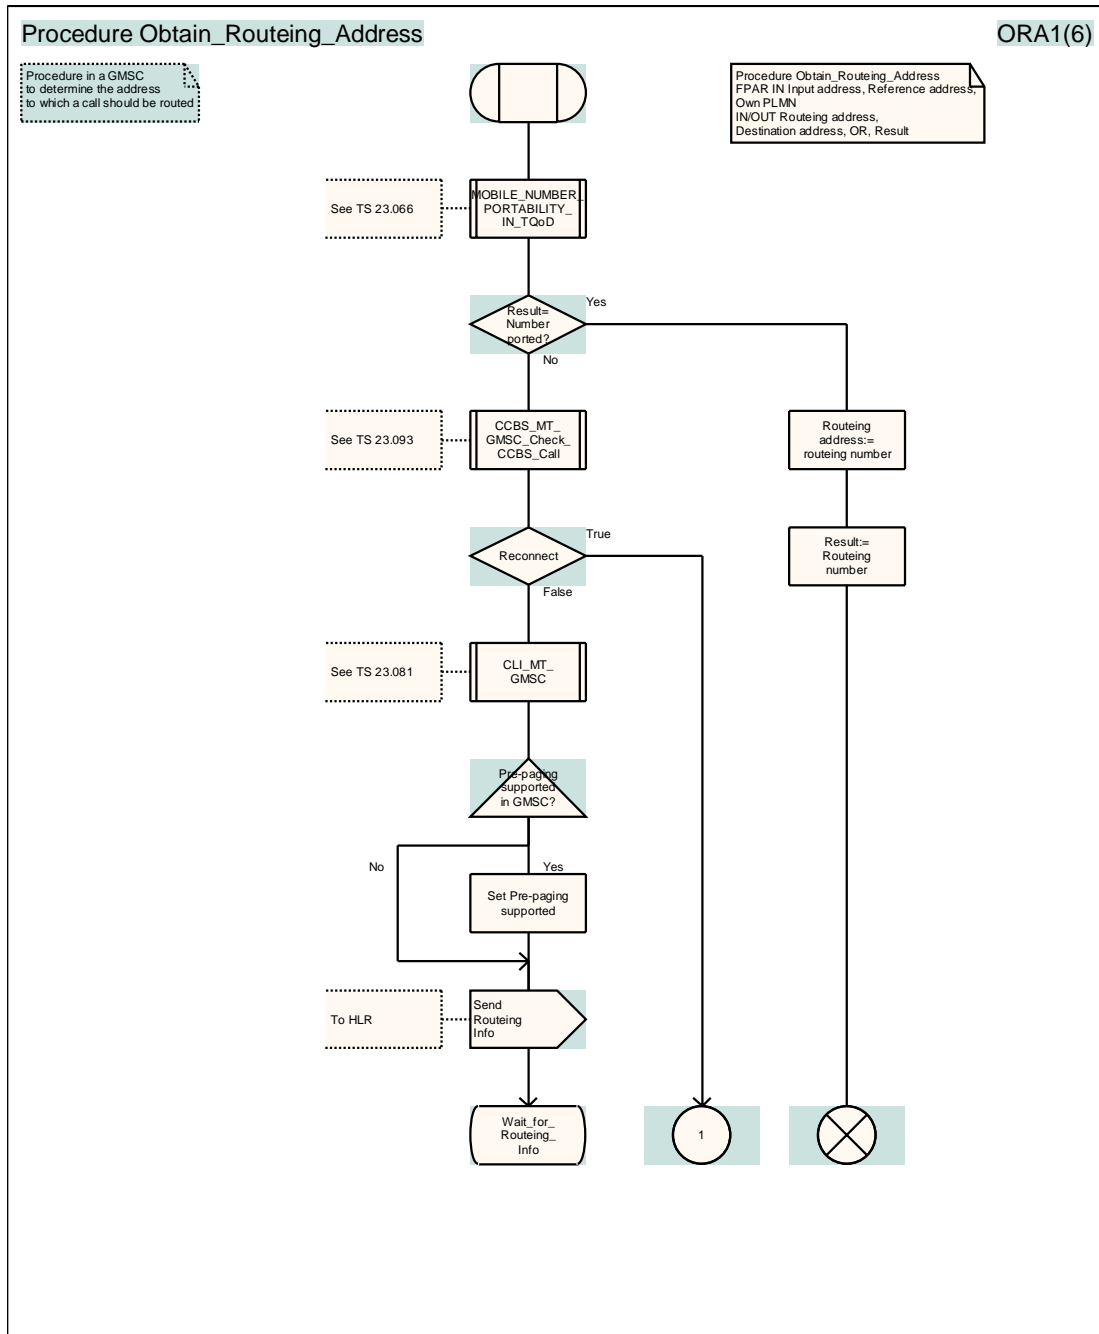 Procedure Obtain_Routeing_Address
ORA1(6)
Procedure in a GMSC
to determine the address
to which a call should be routed
Procedure Obtain_Routeing_Address
FPAR IN Input address, Reference address,
Own PLMN
IN/OUT Routeing address,
Destination address, OR, Result
See TS 23.066
MOBILE_NUMBER_
PORTABILITY_
IN_TQoD
Result=
Number
ported?
Yes
No
See TS 23.093
CCBS_MT_
GMSC_Check_
CCBS_Call
Routeing
address:=
routeing number
Reconnect
True
False
Result:=
Routeing
number
See TS 23.081
CLI_MT_
GMSC
Pre-paging
supported
in GMSC?
No
Yes
Set Pre-paging
supported
To HLR
Send
Routeing
Info
Wait_for_
Routeing_
Info
1